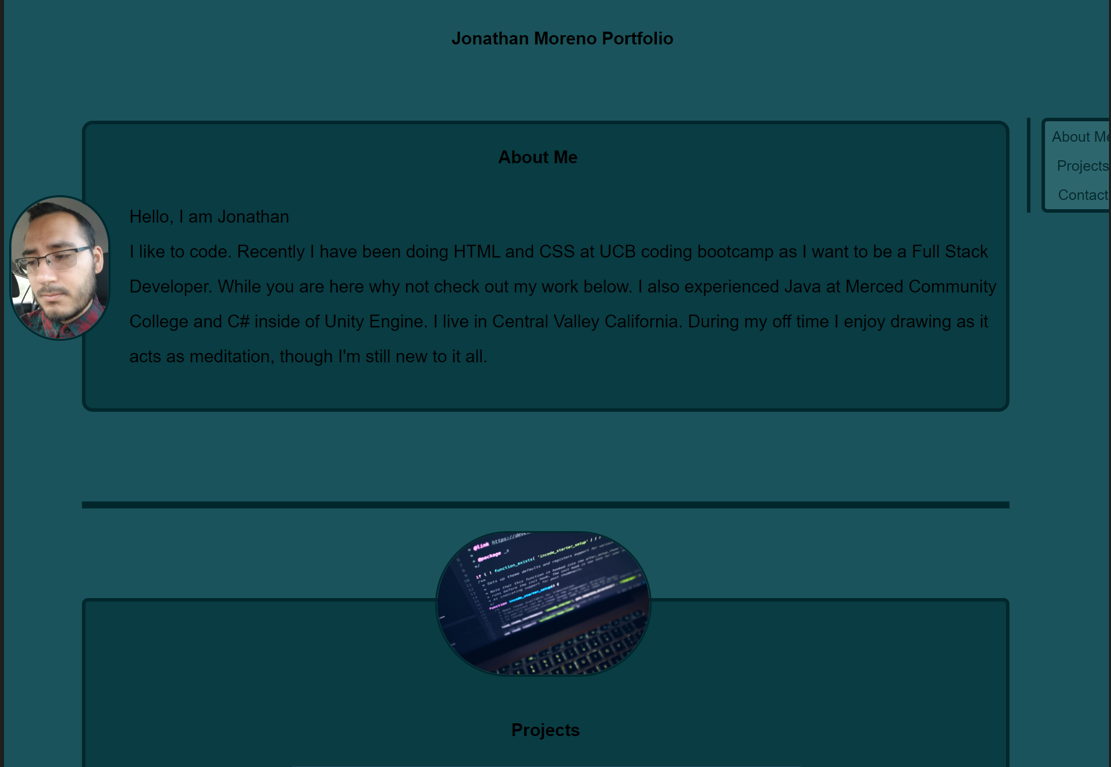 Jonathan Moreno Portfolio
About Me
About Me
Projects
Contact
Hello, I am Jonathan
I like to code. Recently I have been doing HTML and CSS at UCB coding bootcamp as I want to be a Full Stack
Developer. While you are here why not check out my work below. I also experienced Java at Merced Community
College and C# inside of Unity Engine. I live in Central Valley California. During my off time I enjoy drawing as it
acts as meditation, though I'm still new to it all.
@link
@package
function_exists(
Projects